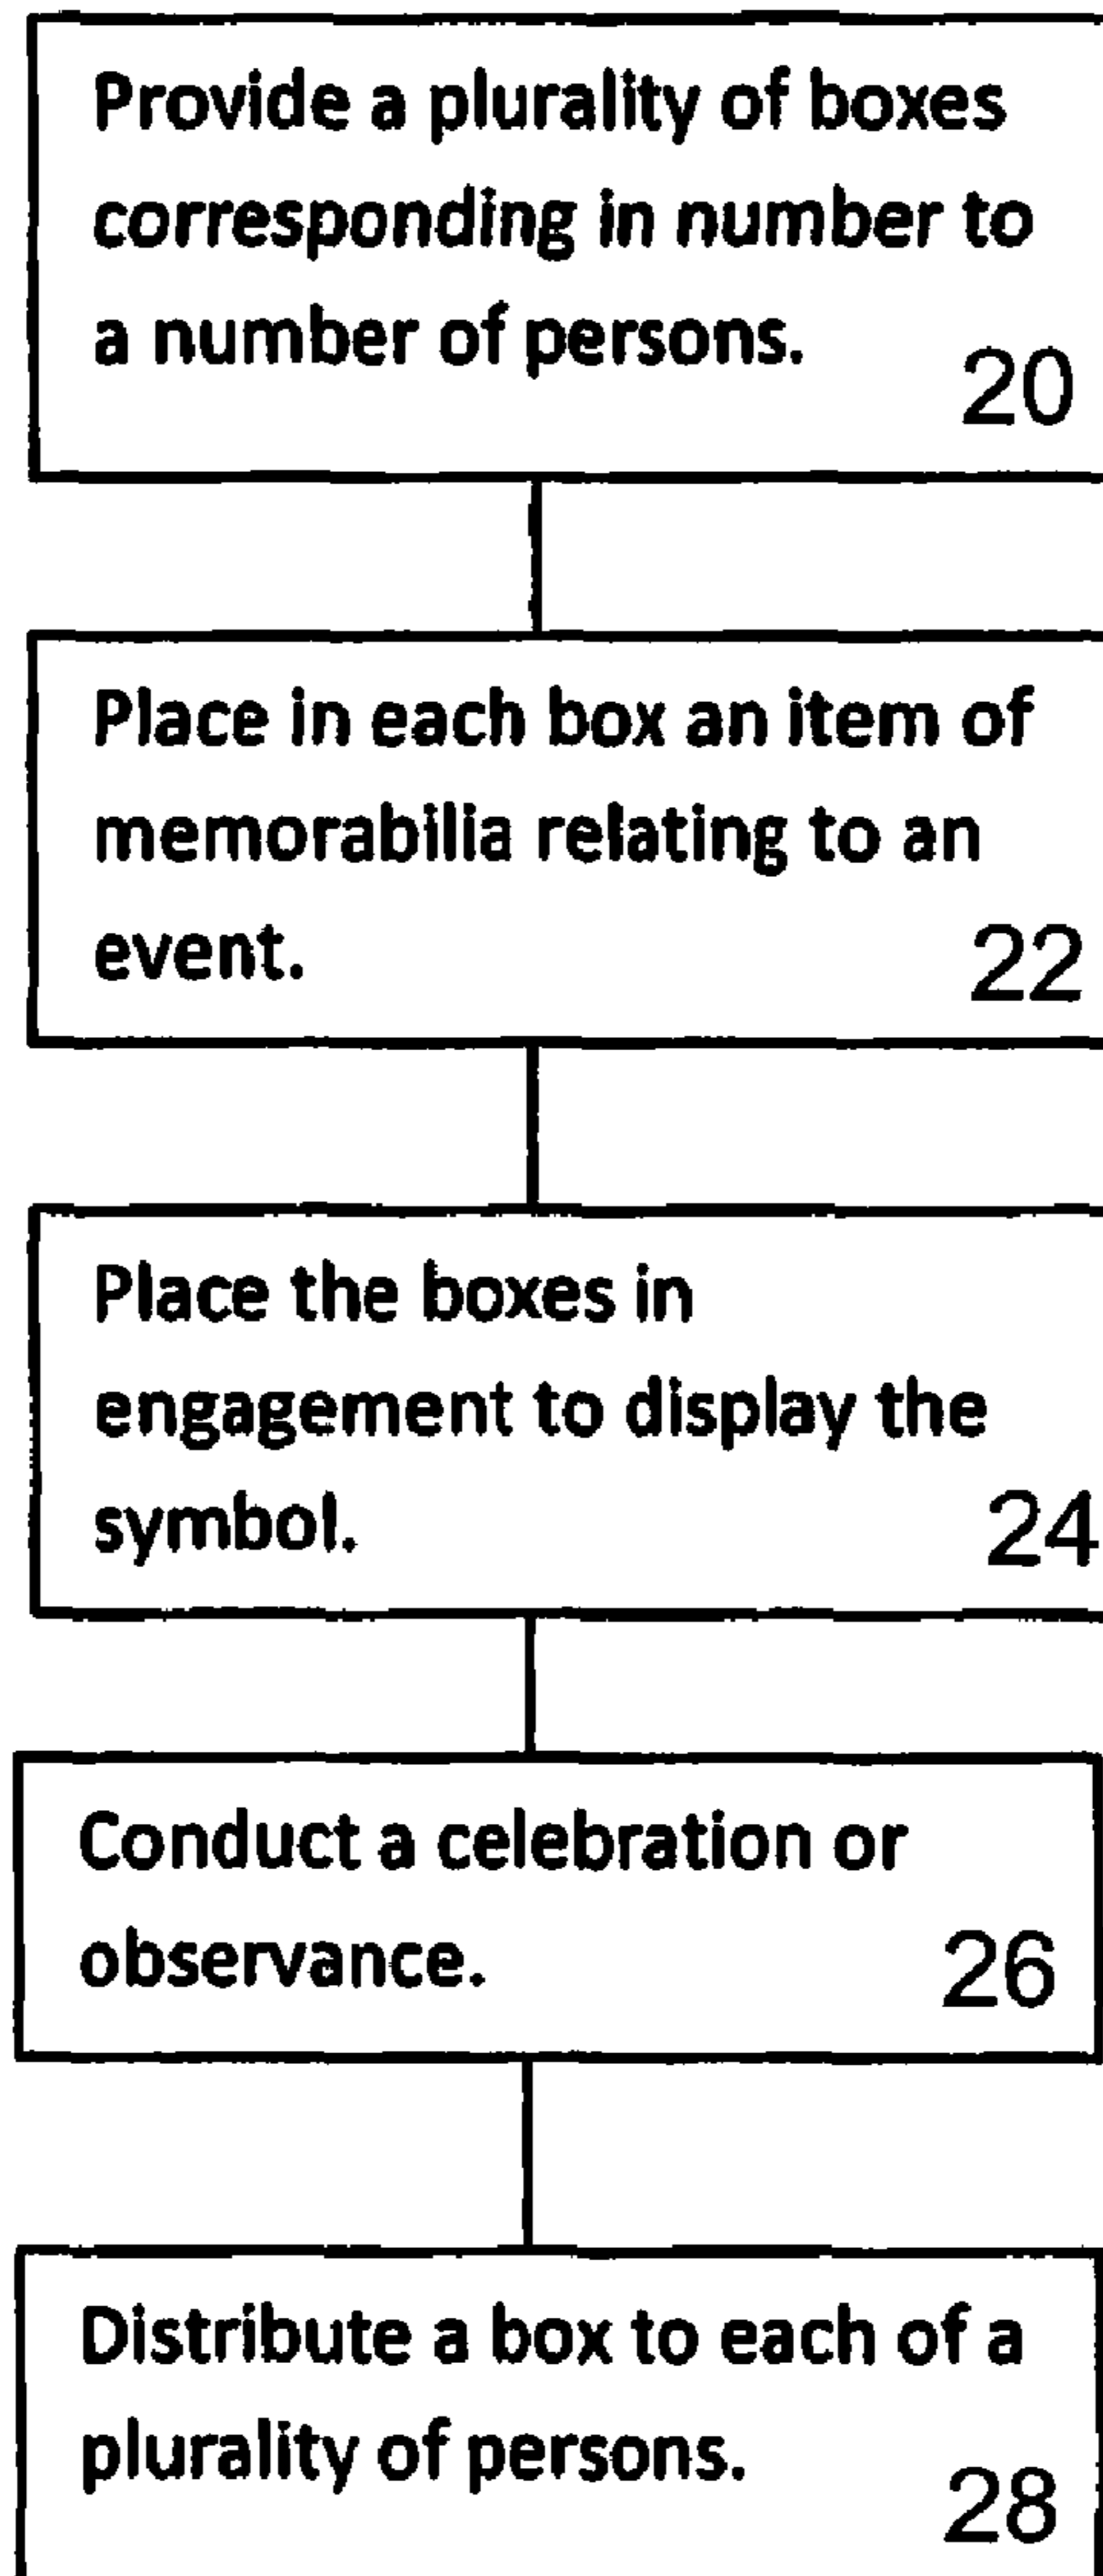 Provide a plurality of boxes
corresponding in number to
a number of persons.
20
Place in each box an item of
memorabilia relating to an
event.
22
Place the boxes in
engagement to display the
symbol.
24
Conduct a celebration or
observance.
26
Distribute a box to each of a
plurality of persons.
28